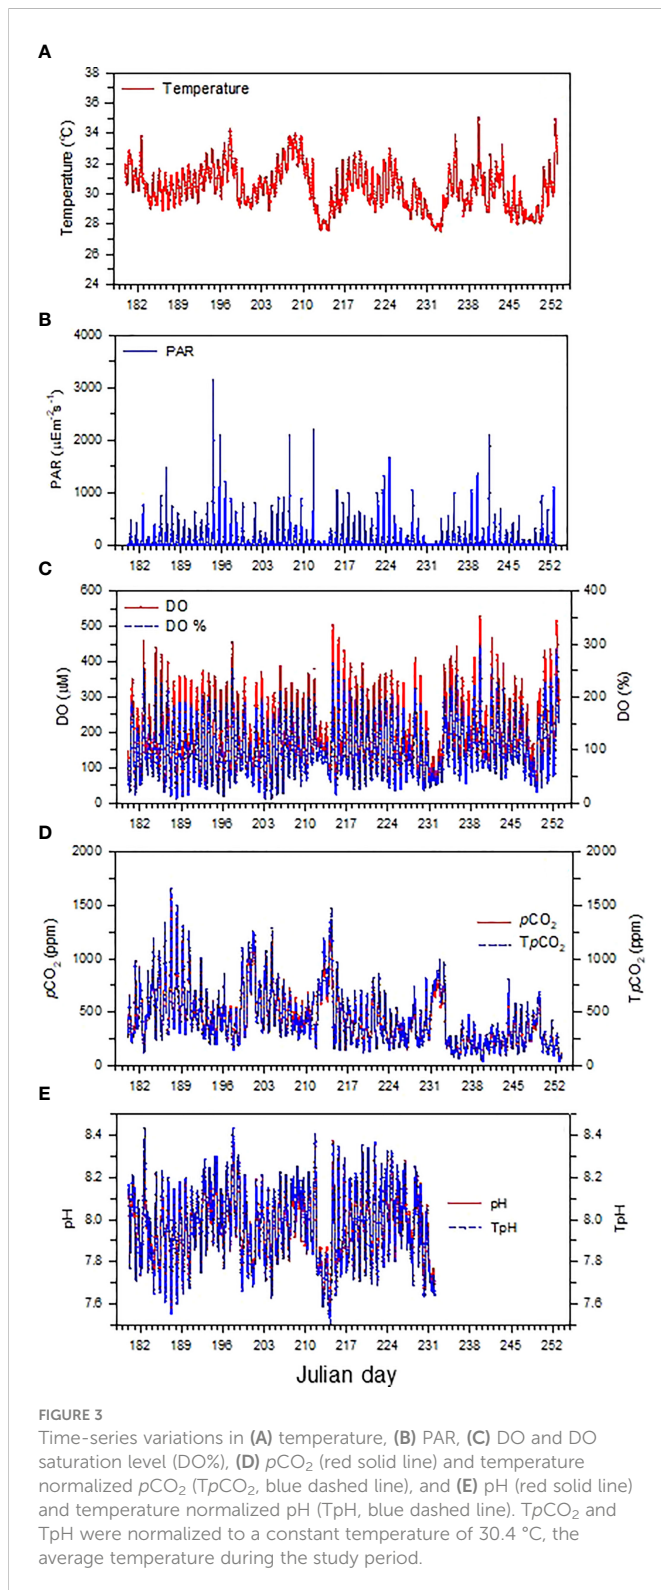 A
38
36
34
32
30
28
26
24
Temperature (°C)
Temperature
182 189 196 203 210 217 224 231 238 245 252
B
4000
3000
2000
1000
0
PAR (µEm⁻²s⁻¹)
PAR
182 189 196 203 210 217 224 231 238 245 252
C
600
500
400
300
200
100
0
DO (µM)
DO
DO %
400
300
200
100
0
DO (%)
182 189 196 203 210 217 224 231 238 245 252
D
2000
1500
1000
500
0
pCO₂ (ppm)
pCO₂
TpCO₂
2000
1500
1000
500
0
TpCO₂ (ppm)
182 189 196 203 210 217 224 231 238 245 252
E
8.4
8.2
8.0
7.8
7.6
pH
pH
TpH
8.4
8.2
8.0
7.8
7.6
TpH
182 189 196 203 210 217 224 231 238 245 252
Julian day
FIGURE 3
Time-series variations in (A) temperature, (B) PAR, (C) DO and DO
saturation level (DO%), (D) pCO₂ (red solid line) and temperature
normalized pCO₂ (TpCO₂, blue dashed line), and (E) pH (red solid line)
and temperature normalized pH (TpH, blue dashed line). TpCO₂ and
TpH were normalized to a constant temperature of 30.4 °C, the
average temperature during the study period.